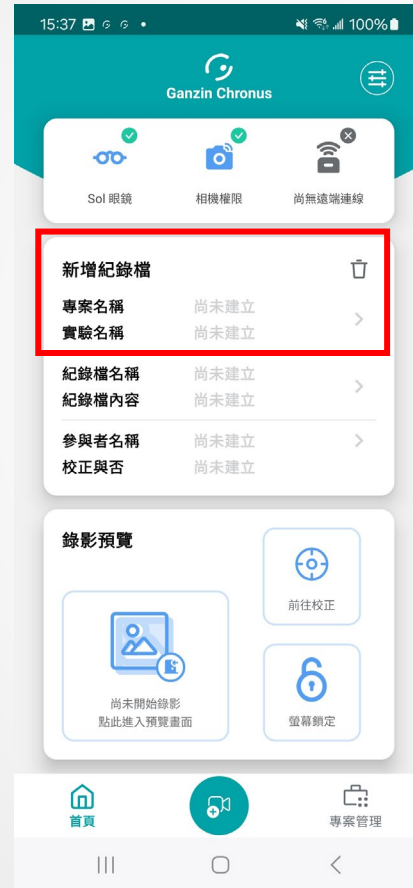 15:37
100%
Ganzin Chronus
Sol 眼鏡
相機權限
尚無遠端連線
新增紀錄檔
專案名稱 尚未建立
實驗名稱 尚未建立
紀錄檔名稱 尚未建立
紀錄檔內容 尚未建立
參與者名稱 尚未建立
校正與否 尚未建立
錄影預覽
尚未開始錄影
點此進入預覽畫面
前往校正
螢幕鎖定
首頁
專案管理